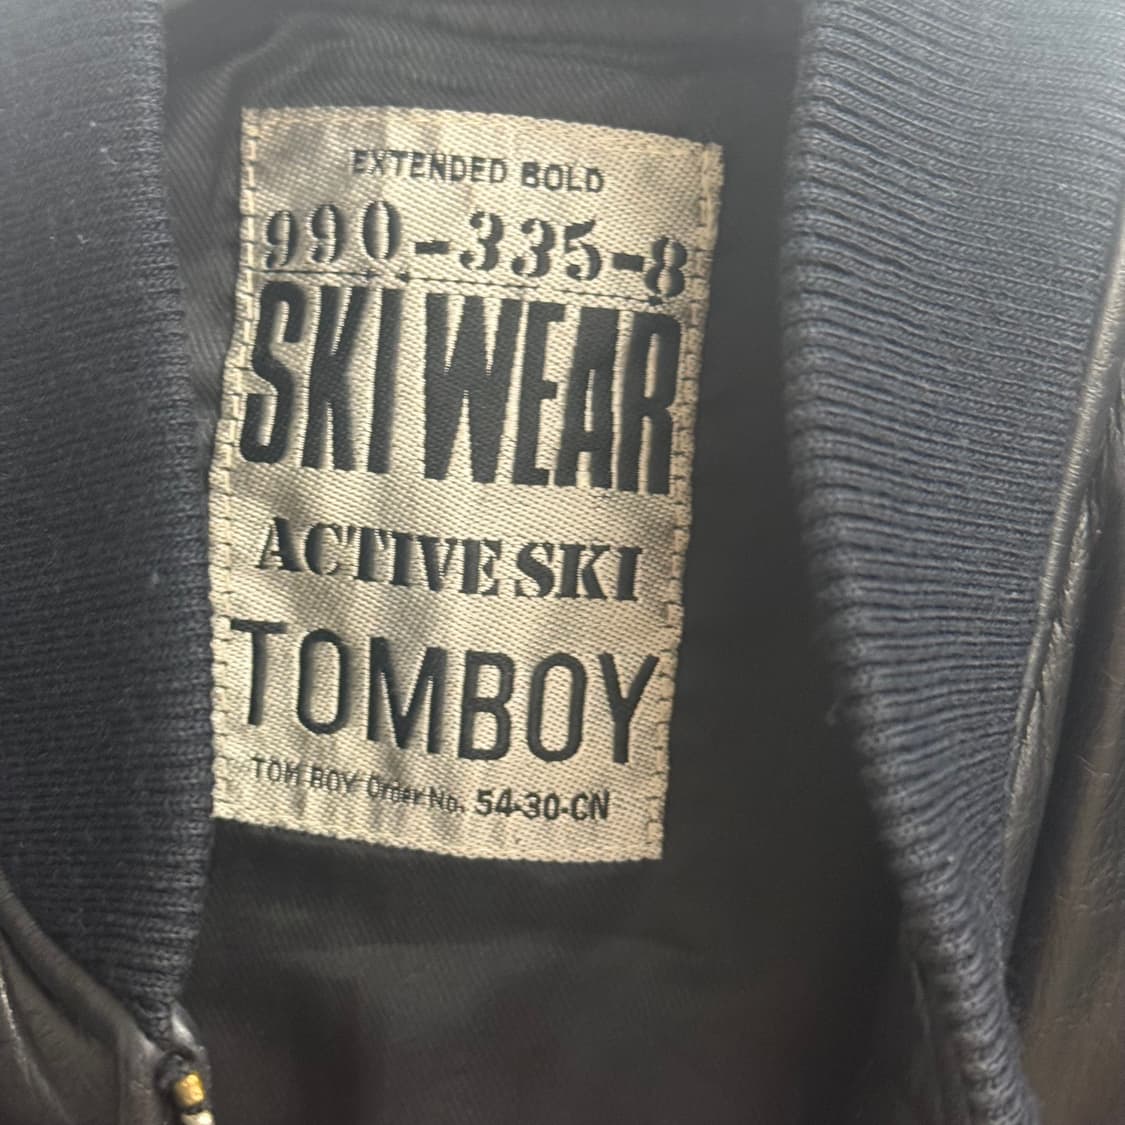 EXTENDED BOLD
990-335-8
SKI WEAR
ACTIVE SKI
TOMBOY
TOM BOY Order No. 54-30-CN